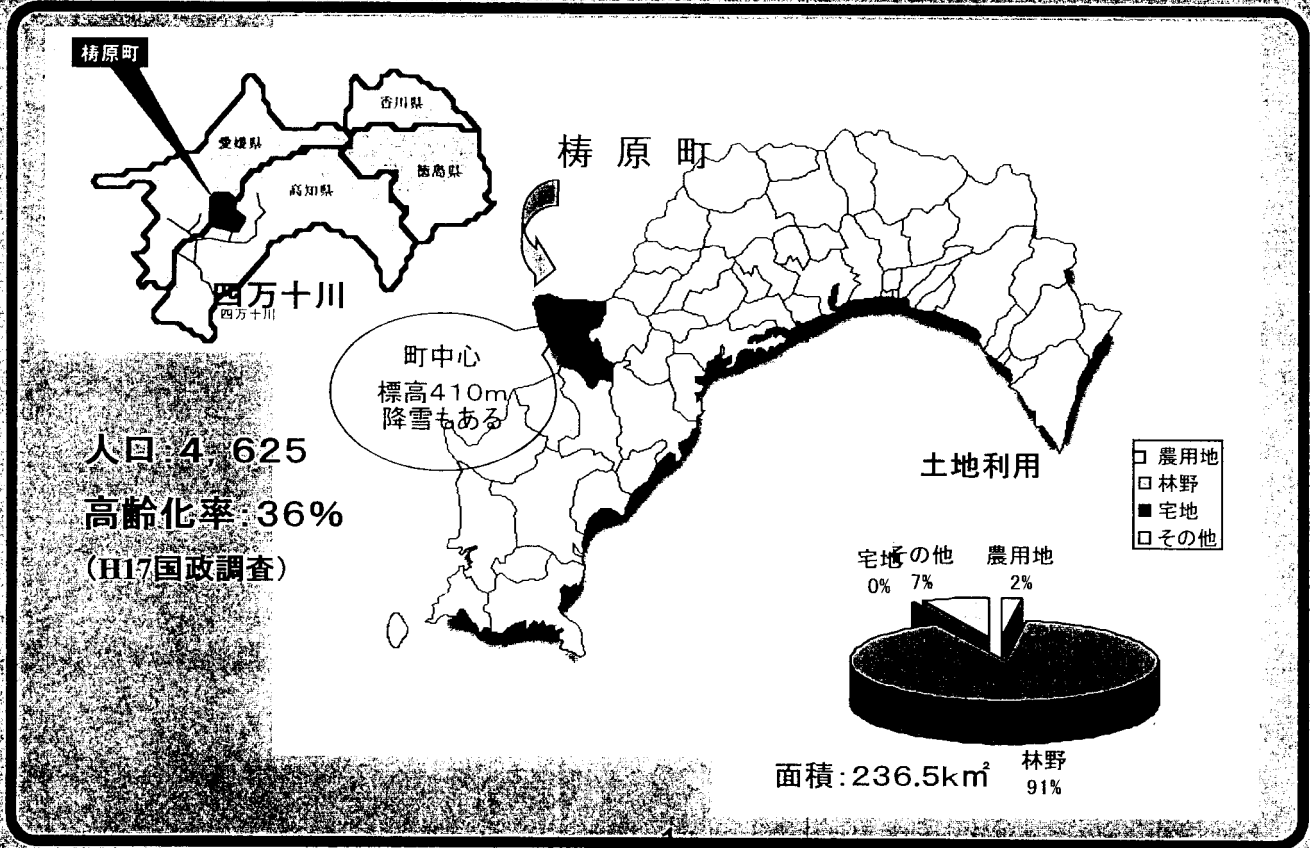 梼原町
香川県
愛媛県
徳島県
高知県
四万十川
四万十川
梼原町
町中心
標高410m
降雪もある
人口:4 625
高齢化率:36%
(H17国政調査)
土地利用
農用地
林野
宅地
その他
宅地
0%
その他
7%
農用地
2%
林野
91%
面積:236.5k㎡